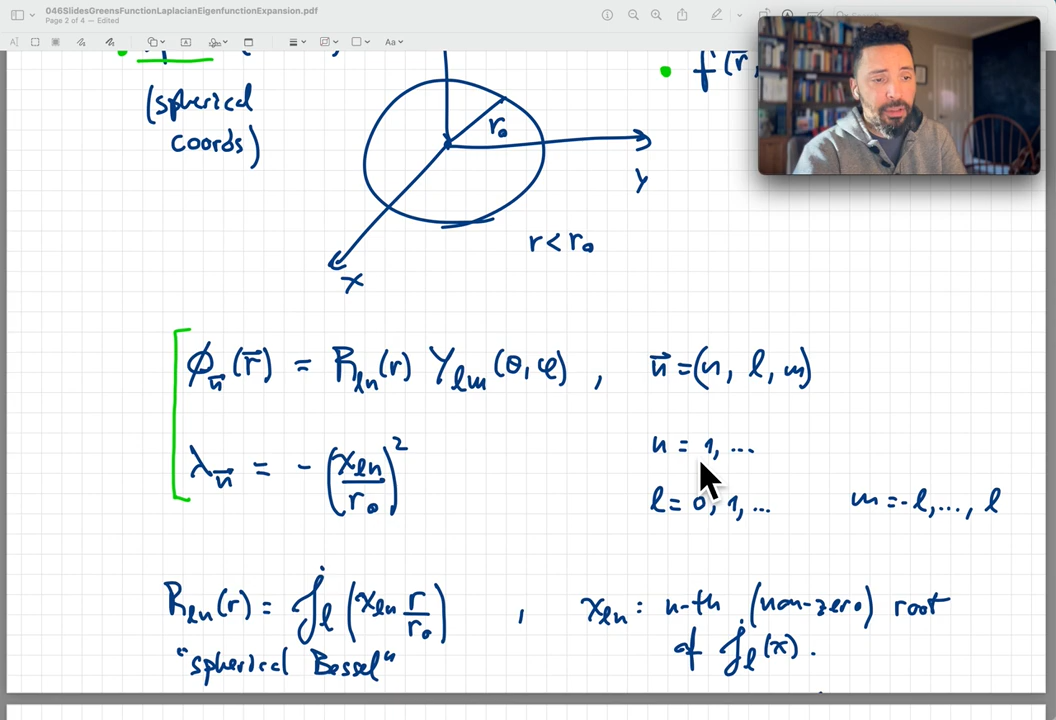 046SlidesGreensFunctionLaplacianEigenfunctionExpansion.pdf
Page 2 of 4 — Edited
Aa
(spherical
coords)
f(r⃗,
r₀
y
x
r < r₀
ϕ_n⃗(r⃗) = R_ln(r) Y_lm(θ, φ) , n⃗ = (n, l, m)
n = 1, ...
λ_n⃗ = - (x_ln / r₀)²
l = 0, 1, ... m = -l, ..., l
R_ln(r) = j_l (x_ln r / r₀) , x_ln : n-th (non-zero) root
"spherical Bessel" of j_l(x).